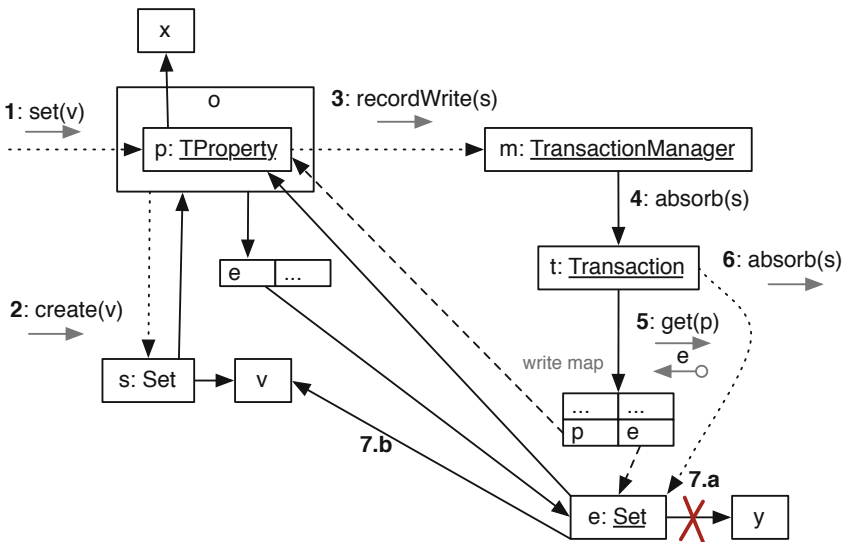 x
o
1: set(v)
3: recordWrite(s)
p: TProperty
m: TransactionManager
4: absorb(s)
e ...
t: Transaction
6: absorb(s)
2: create(v)
5: get(p)
write map
e
s: Set
v
... ...
p e
7.b
7.a
e: Set
y